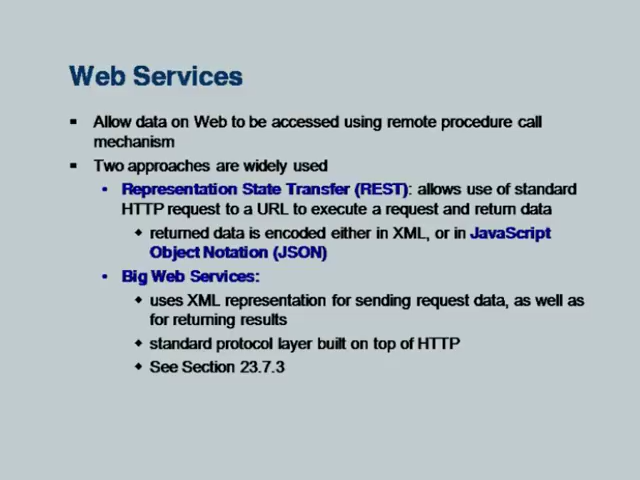 Web Services
▪ Allow data on Web to be accessed using remote procedure call
mechanism
▪ Two approaches are widely used
• Representation State Transfer (REST): allows use of standard
HTTP request to a URL to execute a request and return data
◆ returned data is encoded either in XML, or in JavaScript
Object Notation (JSON)
• Big Web Services:
◆ uses XML representation for sending request data, as well as
for returning results
◆ standard protocol layer built on top of HTTP
◆ See Section 23.7.3